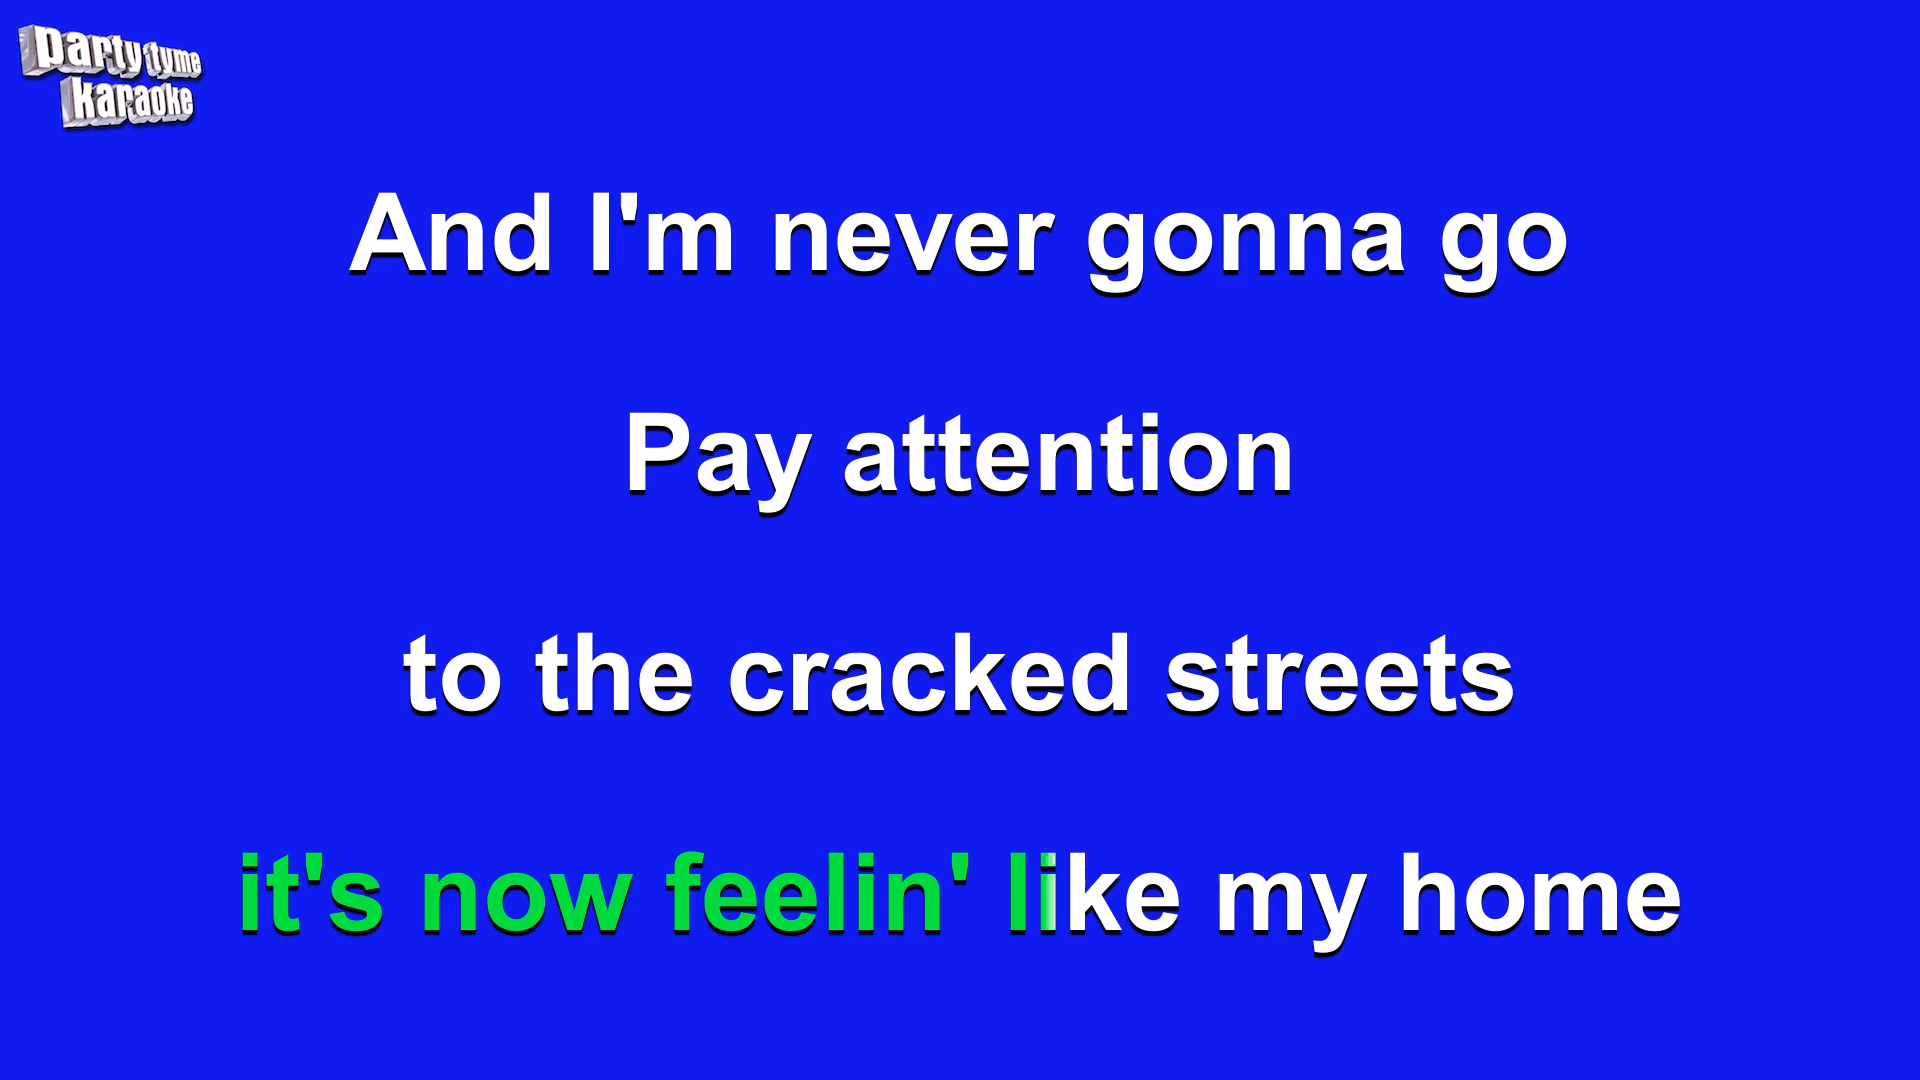 party tyme
karaoke
And I'm never gonna go
Pay attention
to the cracked streets
it's now feelin' like my home